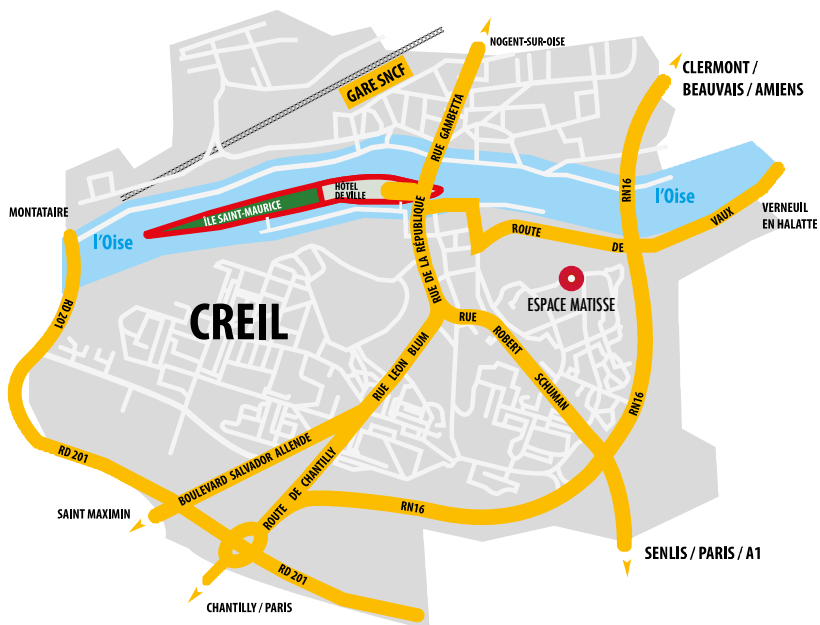 NOGENT-SUR-OISE
CLERMONT /
BEAUVAIS / AMIENS
GARE SNCF
RUE GAMBETTA
RN16
l'Oise
HÔTEL
DE VILLE
ÎLE SAINT-MAURICE
MONTATAIRE
l'Oise
VERNEUIL
EN HALATTE
ROUTE
DE
VAUX
RUE DE LA RÉPUBLIQUE
ESPACE MATISSE
RD 201
CREIL
RUE
ROBERT
SCHUMAN
RUE LEON BLUM
RN16
BOULEVARD SALVADOR ALLENDE
RD 201
ROUTE DE CHANTILLY
RN16
SAINT MAXIMIN
SENLIS / PARIS / A1
RD 201
CHANTILLY / PARIS